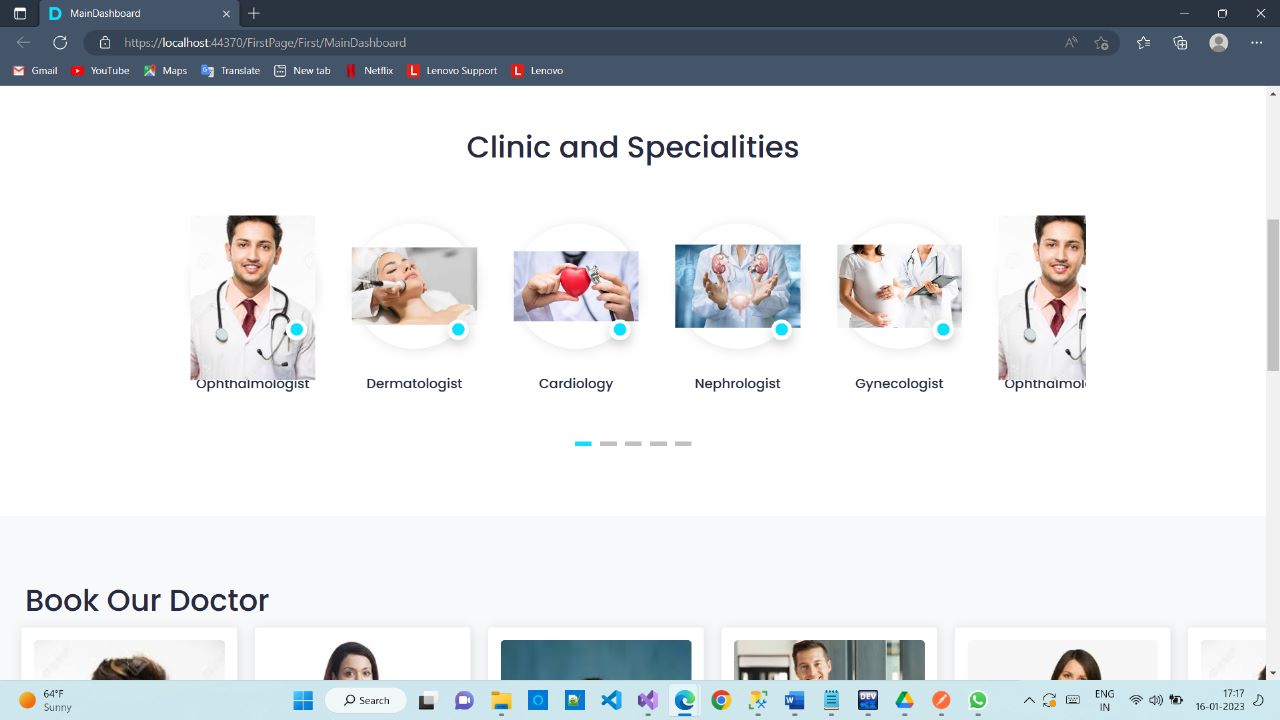 MainDashboard
https://localhost:44370/FirstPage/First/MainDashboard
Gmail YouTube Maps Translate New tab Netflix L Lenovo Support L Lenovo
Clinic and Specialities
Ophthalmologist Dermatologist Cardiology Nephrologist Gynecologist Ophthalmol
Book Our Doctor
64°F
Sunny
Search
DEV
ENG
IN
17:17
16-01-2023